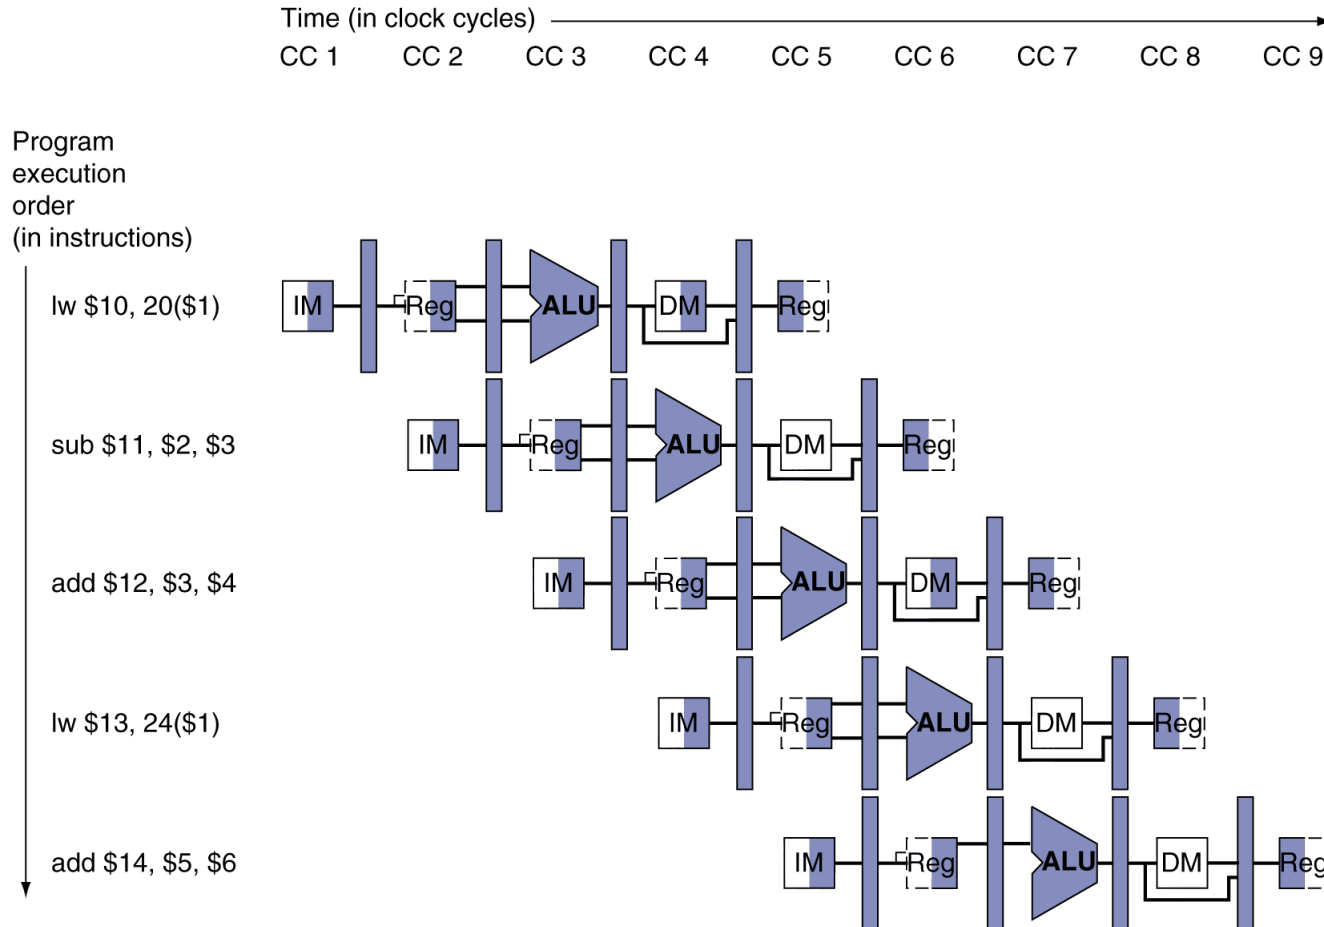 Time (in clock cycles)
CC 1 CC 2 CC 3 CC 4 CC 5 CC 6 CC 7 CC 8 CC 9
Program
execution
order
(in instructions)
lw $10, 20($1) IM Reg ALU DM Reg
sub $11, $2, $3 IM Reg ALU DM Reg
add $12, $3, $4 IM Reg ALU DM Reg
lw $13, 24($1) IM Reg ALU DM Reg
add $14, $5, $6 IM Reg ALU DM Reg